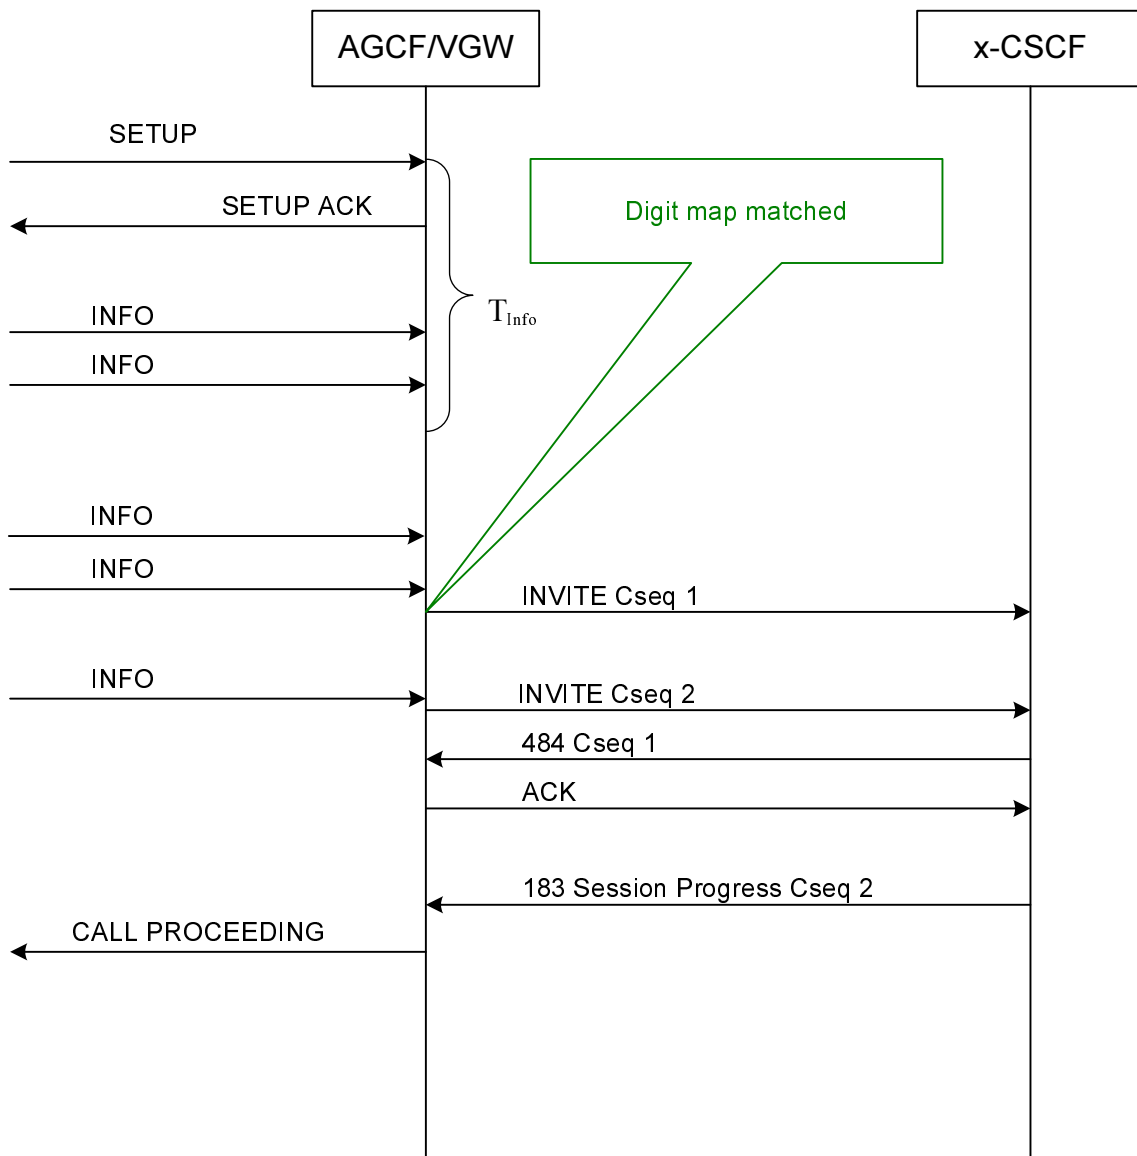 AGCF/VGW
x-CSCF
SETUP
SETUP ACK
Digit map matched
INFO
TInfo
INFO
INFO
INFO
INVITE Cseq 1
INFO
INVITE Cseq 2
484 Cseq 1
ACK
183 Session Progress Cseq 2
CALL PROCEEDING